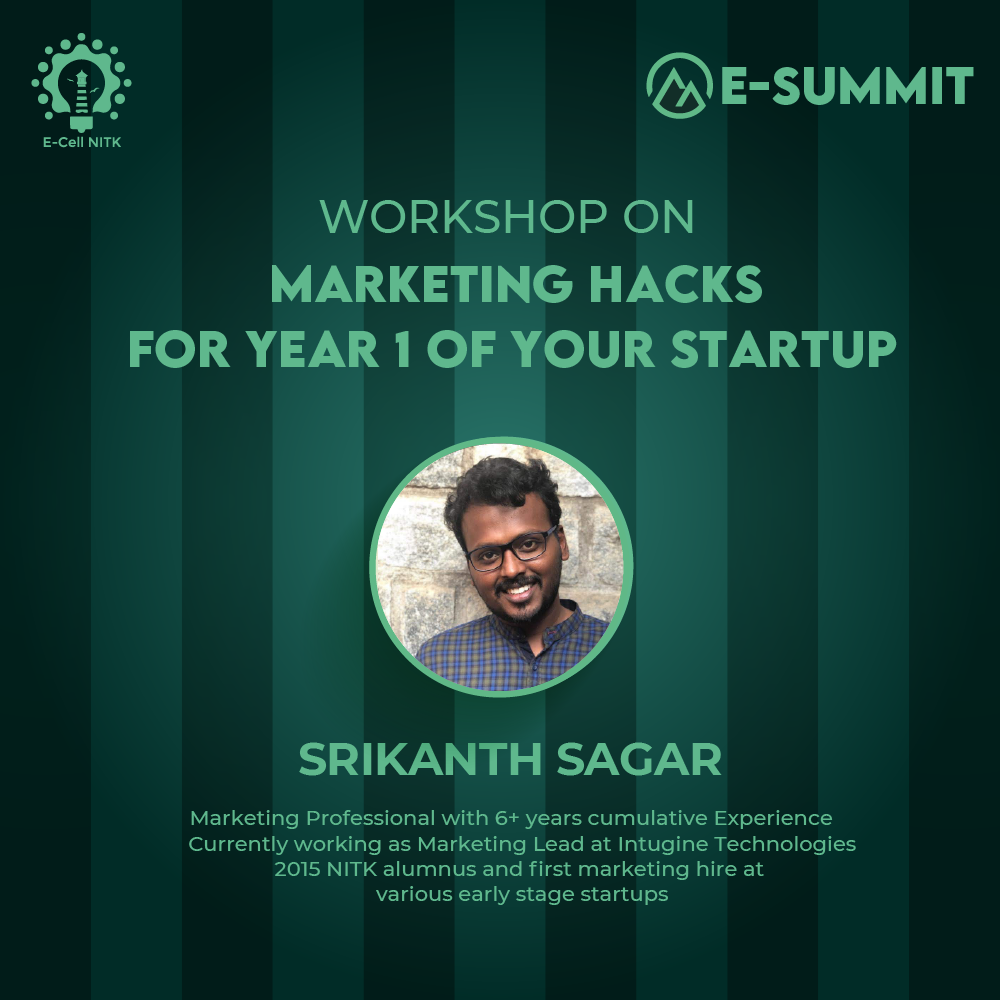 E-Cell NITK
E-SUMMIT
WORKSHOP ON
MARKETING HACKS
FOR YEAR 1 OF YOUR STARTUP
SRIKANTH SAGAR
Marketing Professional with 6+ years cumulative Experience
Currently working as Marketing Lead at Intugine Technologies
2015 NITK alumnus and first marketing hire at
various early stage startups